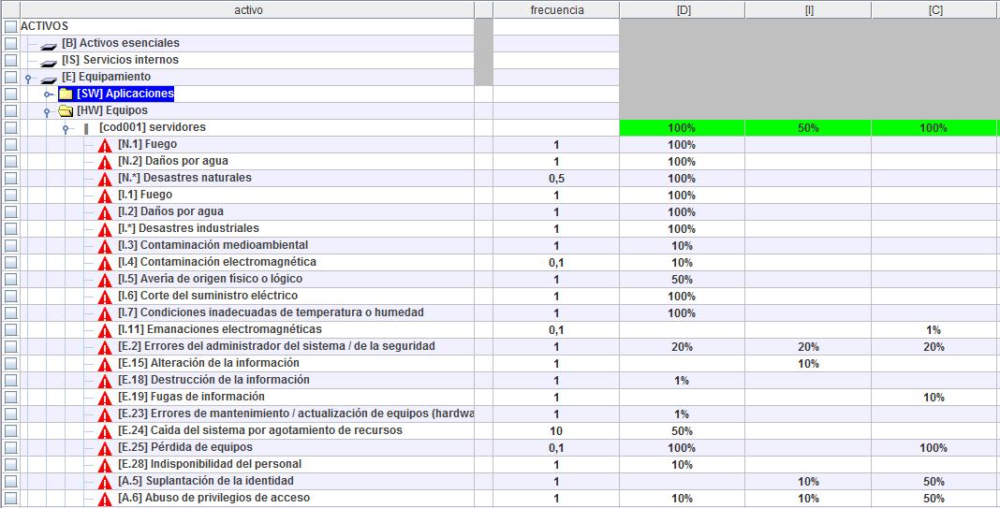 activo frecuencia [D] [I] [C]
ACTIVOS
[B] Activos esenciales
[IS] Servicios internos
[E] Equipamiento
[SW] Aplicaciones
[HW] Equipos
[cod001] servidores 100% 50% 100%
[N.1] Fuego 1 100%
[N.2] Daños por agua 1 100%
[N.*] Desastres naturales 0,5 100%
[I.1] Fuego 1 100%
[I.2] Daños por agua 1 100%
[I.*] Desastres industriales 1 100%
[I.3] Contaminación medioambiental 1 10%
[I.4] Contaminación electromagnética 0,1 10%
[I.5] Avería de origen físico o lógico 1 50%
[I.6] Corte del suministro eléctrico 1 100%
[I.7] Condiciones inadecuadas de temperatura o humedad 1 100%
[I.11] Emanaciones electromagnéticas 0,1 1%
[E.2] Errores del administrador del sistema / de la seguridad 1 20% 20% 20%
[E.15] Alteración de la información 1 10%
[E.18] Destrucción de la información 1 1%
[E.19] Fugas de información 1 10%
[E.23] Errores de mantenimiento / actualización de equipos (hardwa 1 1%
[E.24] Caída del sistema por agotamiento de recursos 10 50%
[E.25] Pérdida de equipos 0,1 100% 100%
[E.28] Indisponibilidad del personal 1 10%
[A.5] Suplantación de la identidad 1 10% 50%
[A.6] Abuso de privilegios de acceso 1 10% 10% 50%